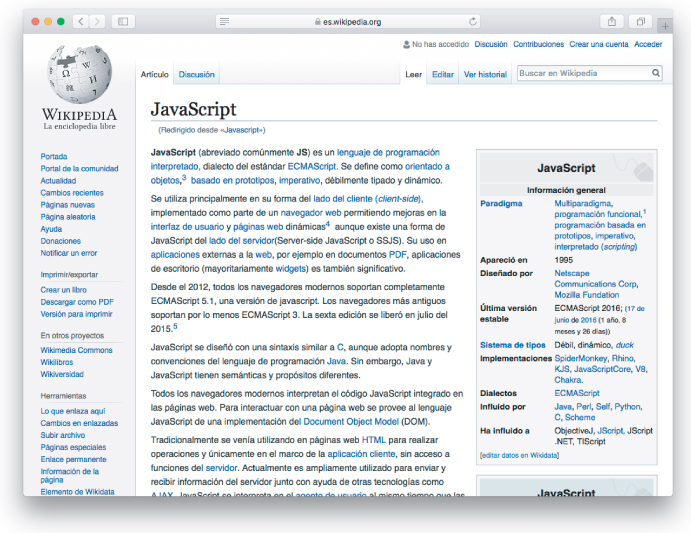 es.wikipedia.org
No has accedido Discusión Contribuciones Crear una cuenta Acceder
Artículo Discusión Leer Editar Ver historial Buscar en Wikipedia
WIKIPEDIA
La enciclopedia libre
Portada
Portal de la comunidad
Actualidad
Cambios recientes
Páginas nuevas
Página aleatoria
Ayuda
Donaciones
Notificar un error
Imprimir/exportar
Crear un libro
Descargar como PDF
Versión para imprimir
En otros proyectos
Wikimedia Commons
Wikilibros
Wikiversidad
Herramientas
Lo que enlaza aquí
Cambios en enlazadas
Subir archivo
Páginas especiales
Enlace permanente
Información de la
página
Elemento de Wikidata
JavaScript
(Redirigido desde «Javascript»)
JavaScript (abreviado comúnmente JS) es un lenguaje de programación
interpretado, dialecto del estándar ECMAScript. Se define como orientado a
objetos,3 basado en prototipos, imperativo, débilmente tipado y dinámico.
Se utiliza principalmente en su forma del lado del cliente (client-side),
implementado como parte de un navegador web permitiendo mejoras en la
interfaz de usuario y páginas web dinámicas4 aunque existe una forma de
JavaScript del lado del servidor(Server-side JavaScript o SSJS). Su uso en
aplicaciones externas a la web, por ejemplo en documentos PDF, aplicaciones
de escritorio (mayoritariamente widgets) es también significativo.
Desde el 2012, todos los navegadores modernos soportan completamente
ECMAScript 5.1, una versión de javascript. Los navegadores más antiguos
soportan por lo menos ECMAScript 3. La sexta edición se liberó en julio del
2015.5
JavaScript se diseñó con una sintaxis similar a C, aunque adopta nombres y
convenciones del lenguaje de programación Java. Sin embargo, Java y
JavaScript tienen semánticas y propósitos diferentes.
Todos los navegadores modernos interpretan el código JavaScript integrado en
las páginas web. Para interactuar con una página web se provee al lenguaje
JavaScript de una implementación del Document Object Model (DOM).
Tradicionalmente se venía utilizando en páginas web HTML para realizar
operaciones y únicamente en el marco de la aplicación cliente, sin acceso a
funciones del servidor. Actualmente es ampliamente utilizado para enviar y
recibir información del servidor junto con ayuda de otras tecnologías como
AJAX. JavaScript se interpreta en el agente de usuario al mismo tiempo que las
JavaScript
Información general
Paradigma Multiparadigma,
programación funcional,1
programación basada en
prototipos, imperativo,
interpretado (scripting)
Apareció en 1995
Diseñado por Netscape
Communications Corp,
Mozilla Fundation
Última versión ECMAScript 2016; (17 de
estable junio de 2016 (1 año, 8
meses y 26 días))
Sistema de tipos Débil, dinámico, duck
Implementaciones SpiderMonkey, Rhino,
KJS, JavaScriptCore, V8,
Chakra.
Dialectos ECMAScript
Influido por Java, Perl, Self, Python,
C, Scheme
Ha influido a ObjectiveJ, JScript, JScript
.NET, TIScript
[editar datos en Wikidata]
JavaScript